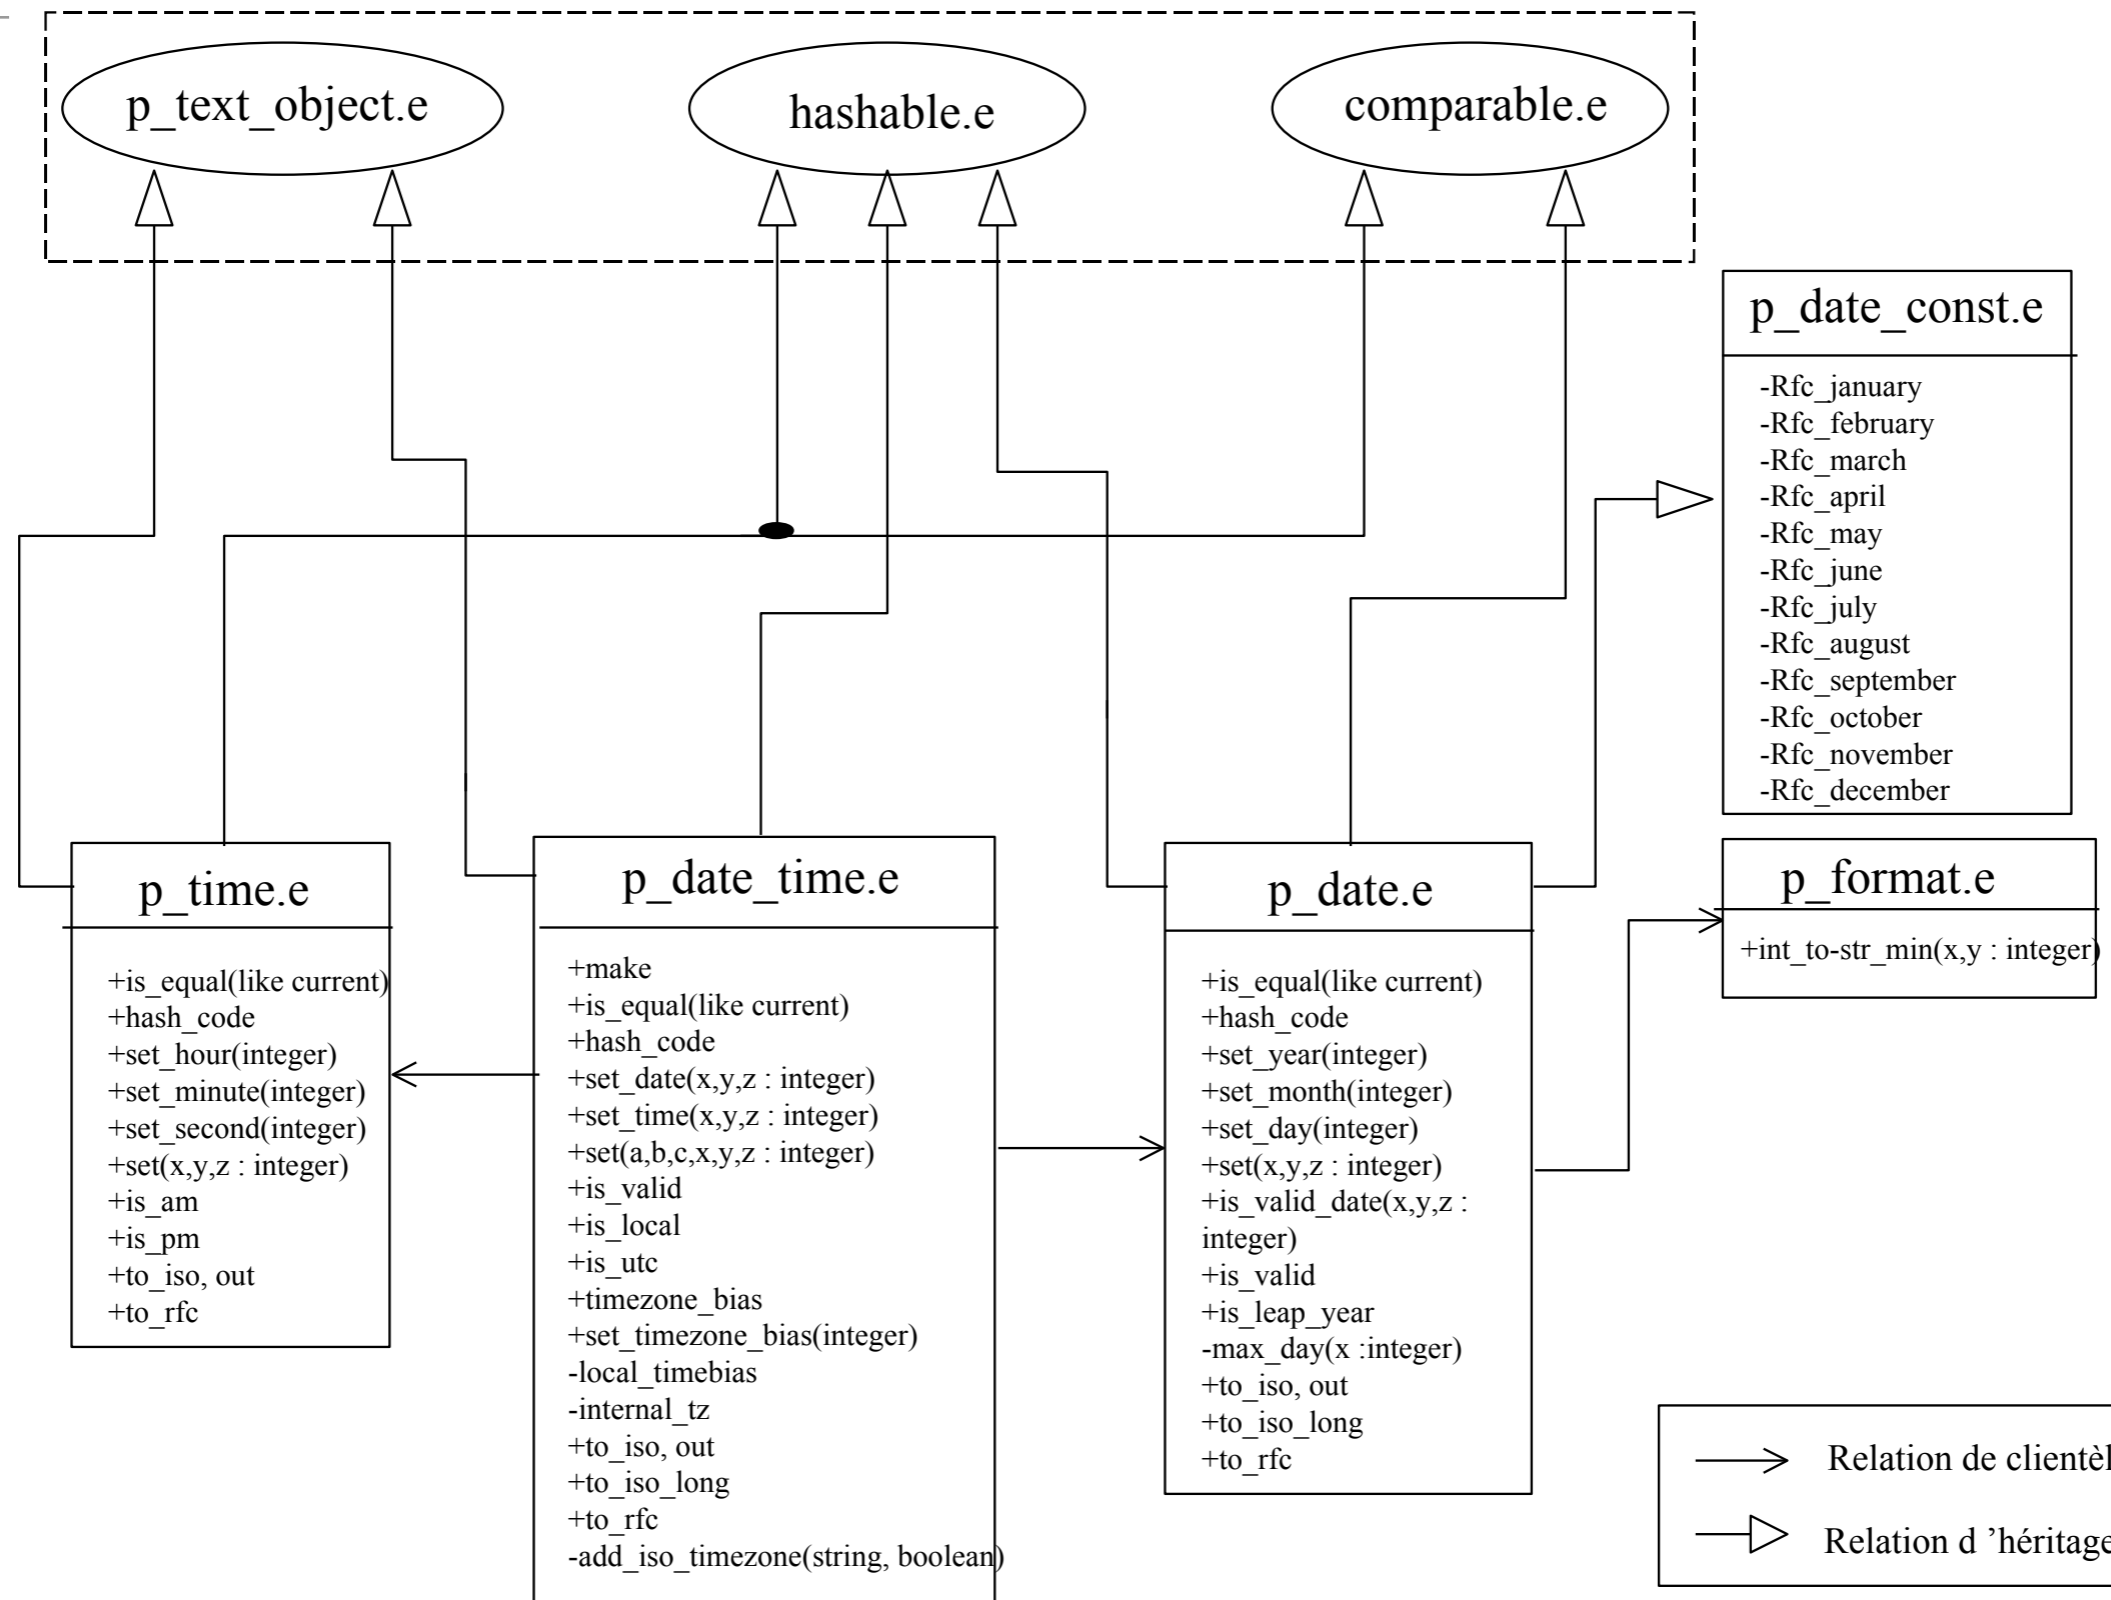 p_text_object.e
hashable.e
comparable.e
p_date_const.e
-Rfc_january
-Rfc_february
-Rfc_march
-Rfc_april
-Rfc_may
-Rfc_june
-Rfc_july
-Rfc_august
-Rfc_september
-Rfc_october
-Rfc_november
-Rfc_december
p_time.e
+is_equal(like current)
+hash_code
+set_hour(integer)
+set_minute(integer)
+set_second(integer)
+set(x,y,z : integer)
+is_am
+is_pm
+to_iso, out
+to_rfc
p_date_time.e
+make
+is_equal(like current)
+hash_code
+set_date(x,y,z : integer)
+set_time(x,y,z : integer)
+set(a,b,c,x,y,z : integer)
+is_valid
+is_local
+is_utc
+timezone_bias
+set_timezone_bias(integer)
-local_timebias
-internal_tz
+to_iso, out
+to_iso_long
+to_rfc
-add_iso_timezone(string, boolean)
p_date.e
+is_equal(like current)
+hash_code
+set_year(integer)
+set_month(integer)
+set_day(integer)
+set(x,y,z : integer)
+is_valid_date(x,y,z :
integer)
+is_valid
+is_leap_year
-max_day(x :integer)
+to_iso, out
+to_iso_long
+to_rfc
p_format.e
+int_to-str_min(x,y : integer)
Relation de clientèl
Relation d ’héritage